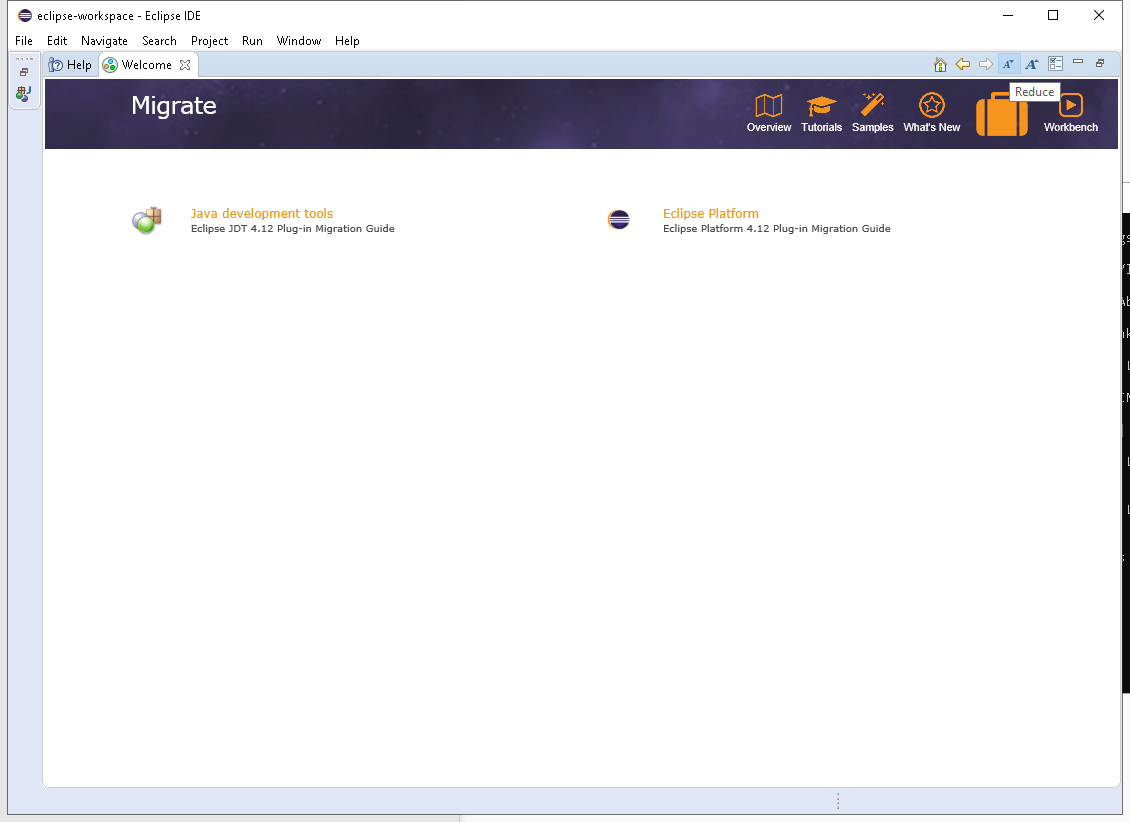 eclipse-workspace - Eclipse IDE
File Edit Navigate Search Project Run Window Help
Help Welcome
Reduce
Migrate
Overview Tutorials Samples What's New Workbench
Java development tools
Eclipse JDT 4.12 Plug-in Migration Guide
Eclipse Platform
Eclipse Platform 4.12 Plug-in Migration Guide